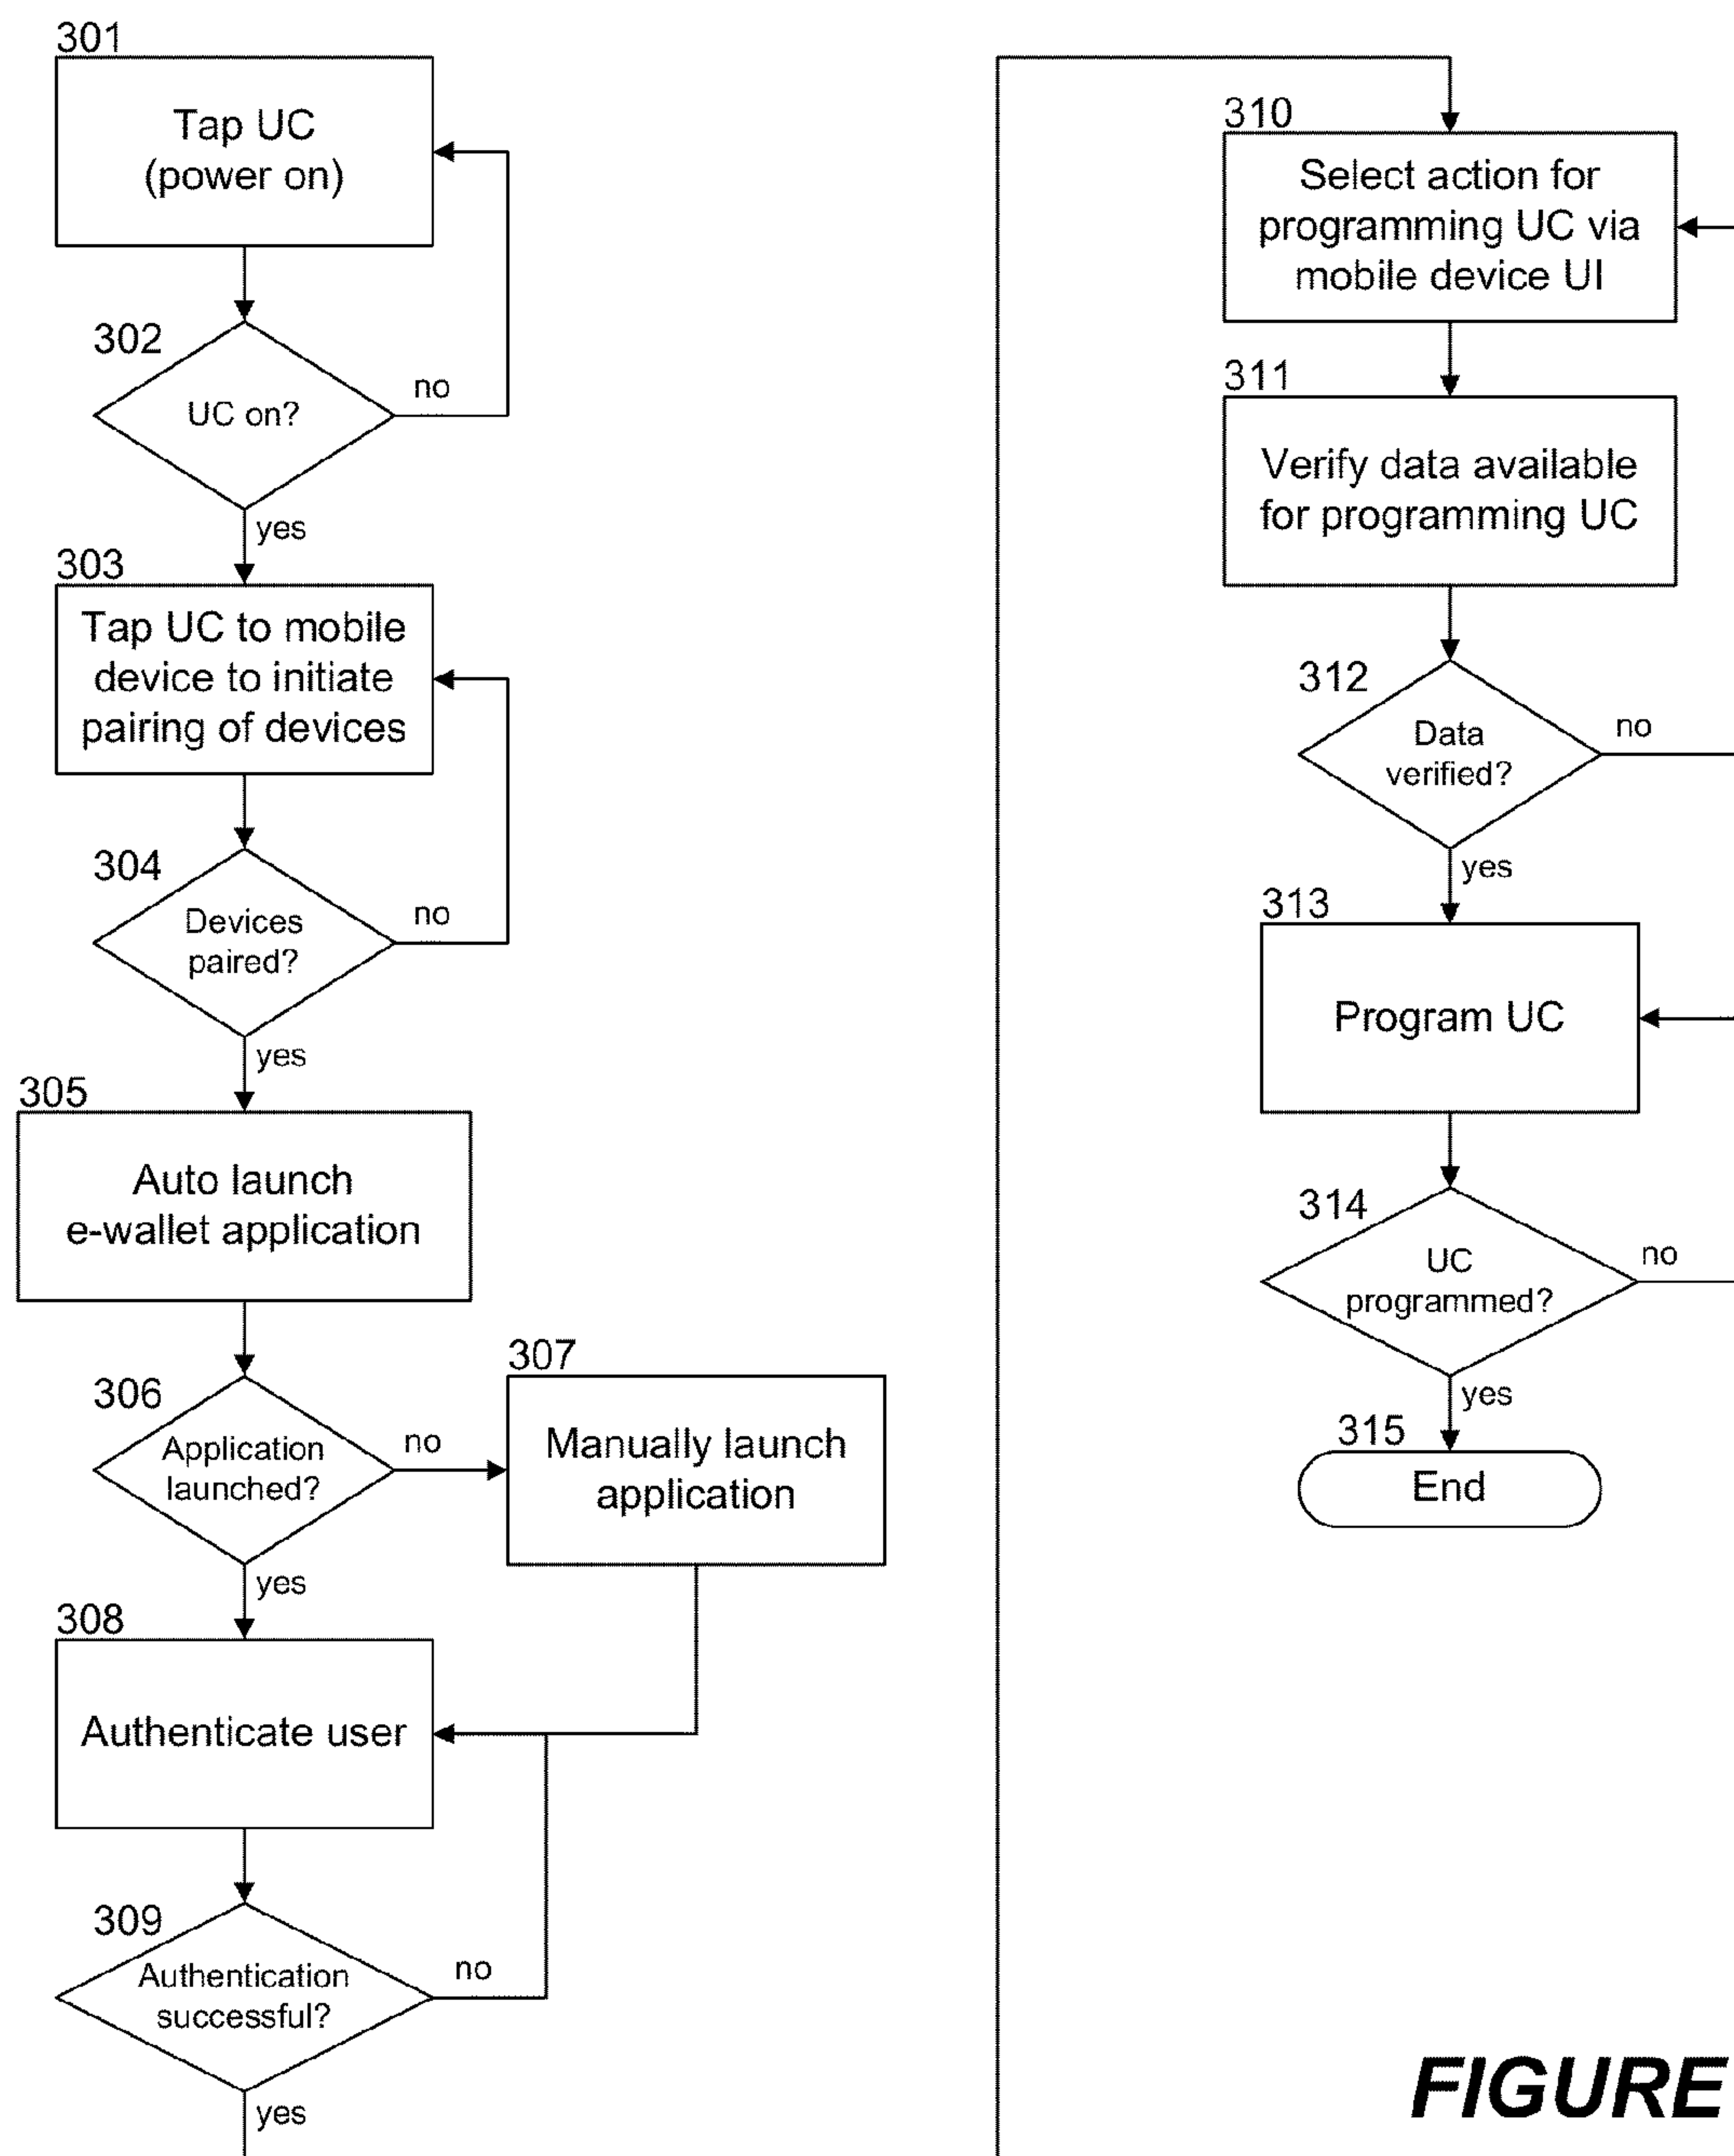 301
Tap UC
(power on)
302
UC on?
no
yes
303
Tap UC to mobile
device to initiate
pairing of devices
304
Devices
paired?
no
yes
305
Auto launch
e-wallet application
306
Application
launched?
no
307
Manually launch
application
yes
308
Authenticate user
309
Authentication
successful?
no
yes
310
Select action for
programming UC via
mobile device UI
311
Verify data available
for programming UC
312
Data
verified?
no
yes
313
Program UC
314
UC
programmed?
no
yes
315
End
FIGURE